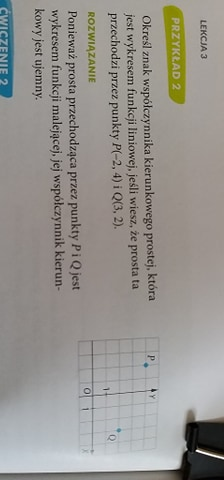 LEKCJA 3
PRZYKŁAD 2
Określ znak współczynnika kierunkowego prostej, która
jest wykresem funkcji liniowej, jeśli wiesz, że prosta ta
przechodzi przez punkty P(−2, 4) i Q(3, 2).
ROZWIĄZANIE
Ponieważ prosta przechodząca przez punkty P i Q jest
wykresem funkcji malejącej, jej współczynnik kierun-
kowy jest ujemny.
P
Y
Q
1
O
1
X
ĆWICZENIE 2